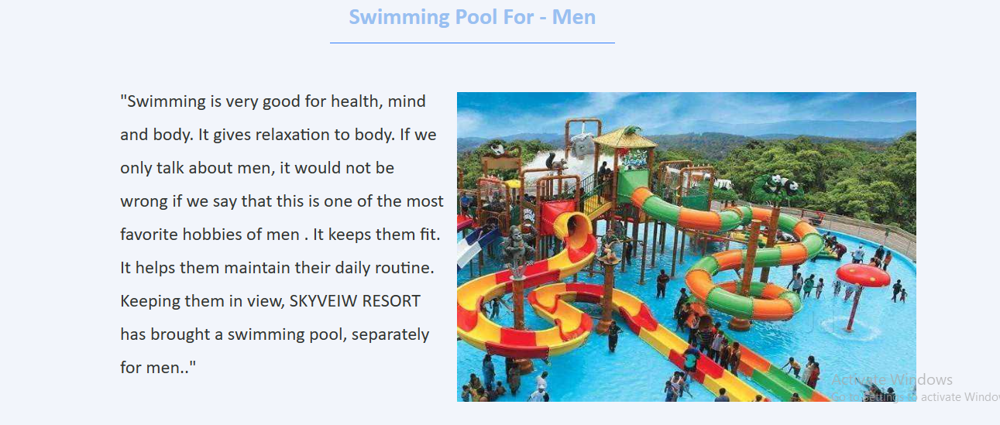 Swimming Pool For - Men
"Swimming is very good for health, mind
and body. It gives relaxation to body. If we
only talk about men, it would not be
wrong if we say that this is one of the most
favorite hobbies of men . It keeps them fit.
It helps them maintain their daily routine.
Keeping them in view, SKYVEIW RESORT
has brought a swimming pool, separately
for men.."
Activate Windows
Go to Settings to activate Windo